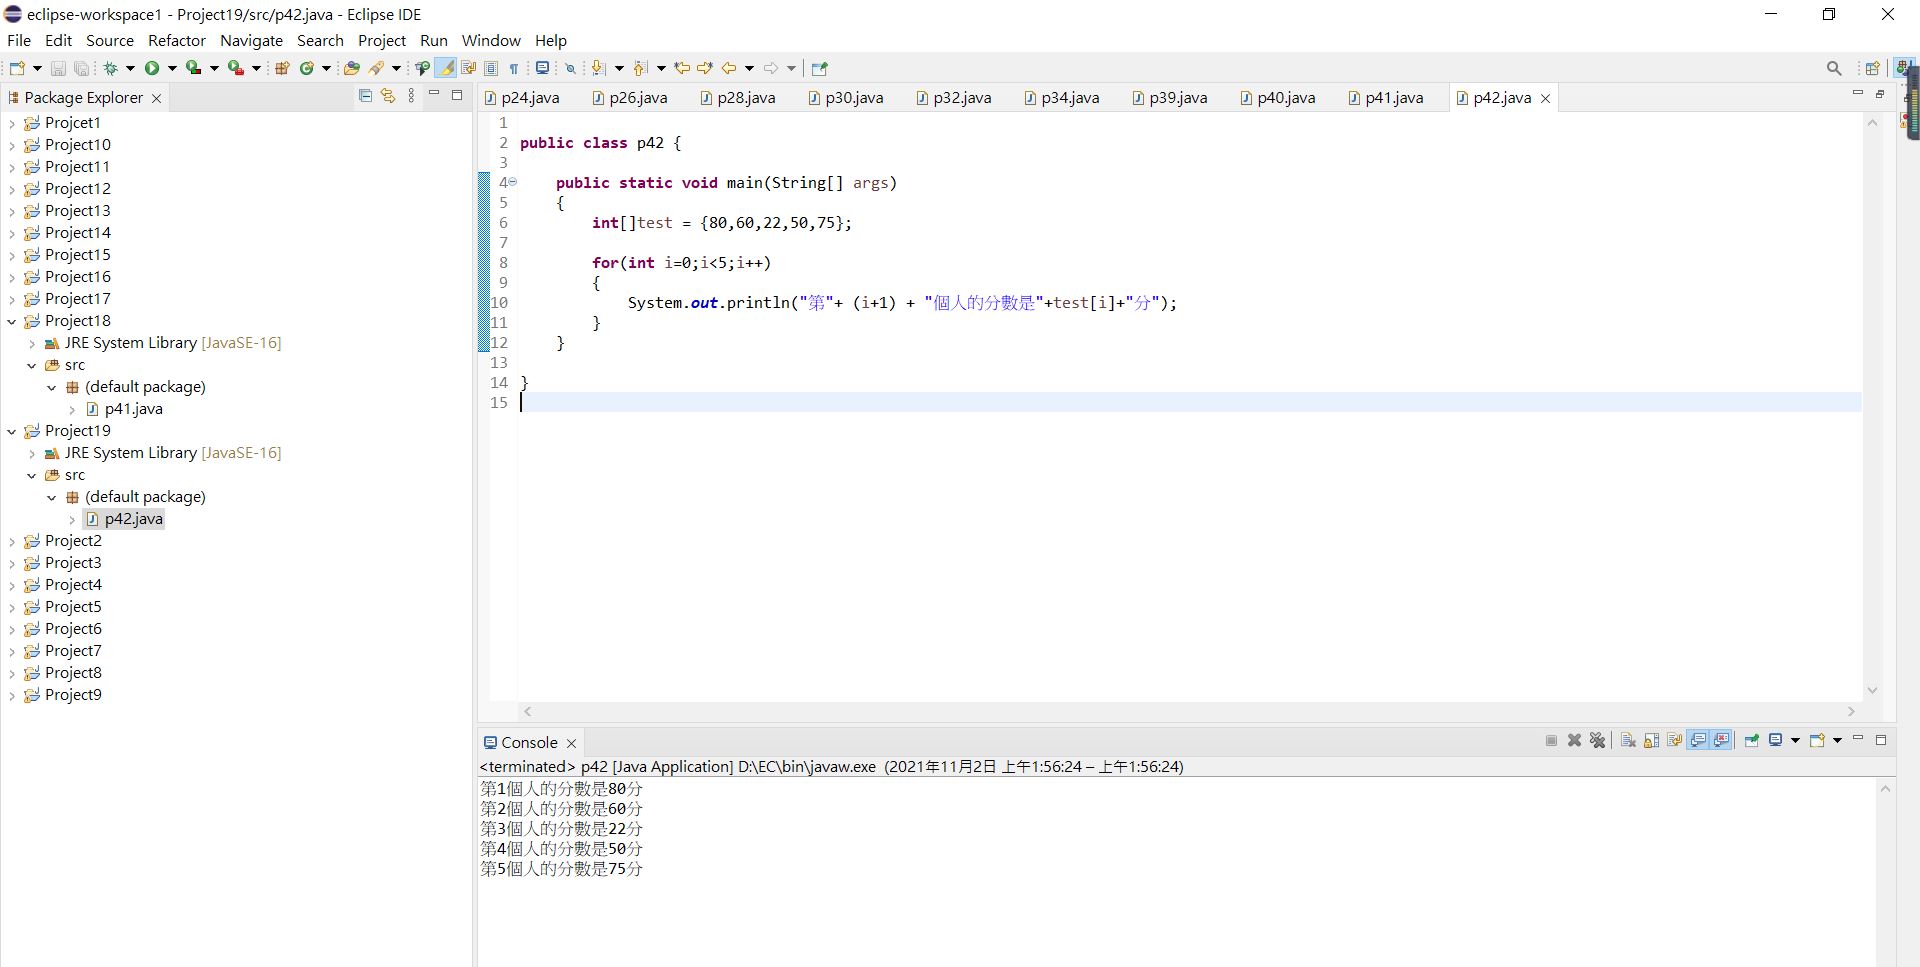 eclipse-workspace1 - Project19/src/p42.java - Eclipse IDE
File Edit Source Refactor Navigate Search Project Run Window Help
Package Explorer
Projcet1
Project10
Project11
Project12
Project13
Project14
Project15
Project16
Project17
Project18
JRE System Library [JavaSE-16]
src
(default package)
p41.java
Project19
JRE System Library [JavaSE-16]
src
(default package)
p42.java
Project2
Project3
Project4
Project5
Project6
Project7
Project8
Project9
p24.java p26.java p28.java p30.java p32.java p34.java p39.java p40.java p41.java p42.java
1
2 public class p42 {
3
4 public static void main(String[] args)
5 {
6 int[]test = {80,60,22,50,75};
7
8 for(int i=0;i<5;i++)
9 {
10 System.out.println("第"+ (i+1) + "個人的分數是"+test[i]+"分");
11 }
12 }
13
14 }
15
Console
<terminated> p42 [Java Application] D:\EC\bin\javaw.exe (2021年11月2日 上午1:56:24 – 上午1:56:24)
第1個人的分數是80分
第2個人的分數是60分
第3個人的分數是22分
第4個人的分數是50分
第5個人的分數是75分